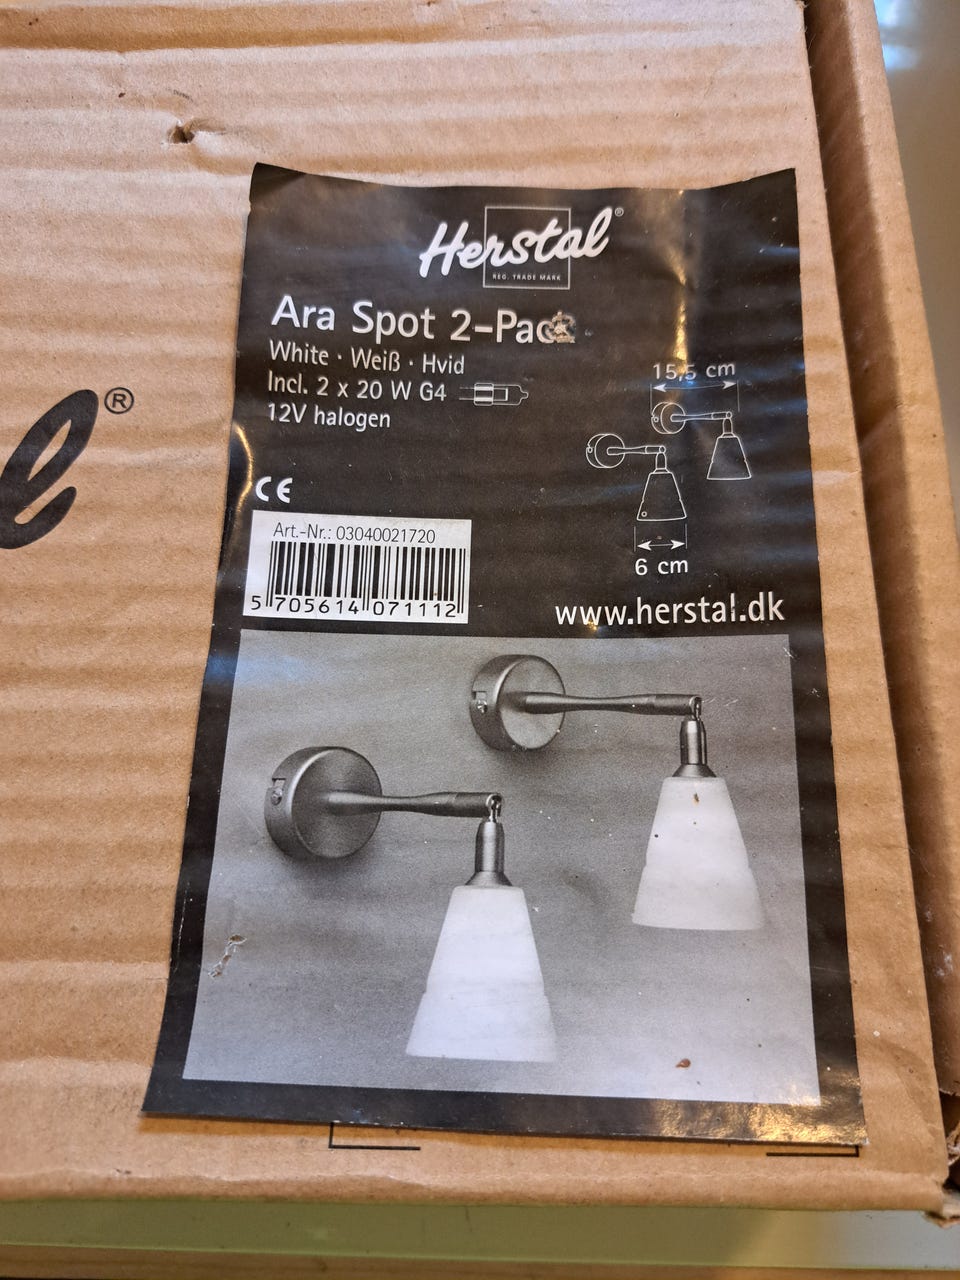 Herstal®
REG. TRADE MARK
Ara Spot 2-Pack
White · Weiß · Hvid
Incl. 2 x 20 W G4
12V halogen
15,5 cm
®
l
CE
Art.-Nr.: 03040021720
5 705614 071112
6 cm
www.herstal.dk